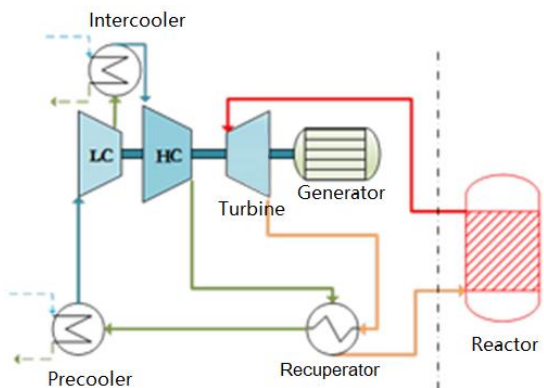 Intercooler
LC
HC
Generator
Turbine
Reactor
Recuperator
Precooler